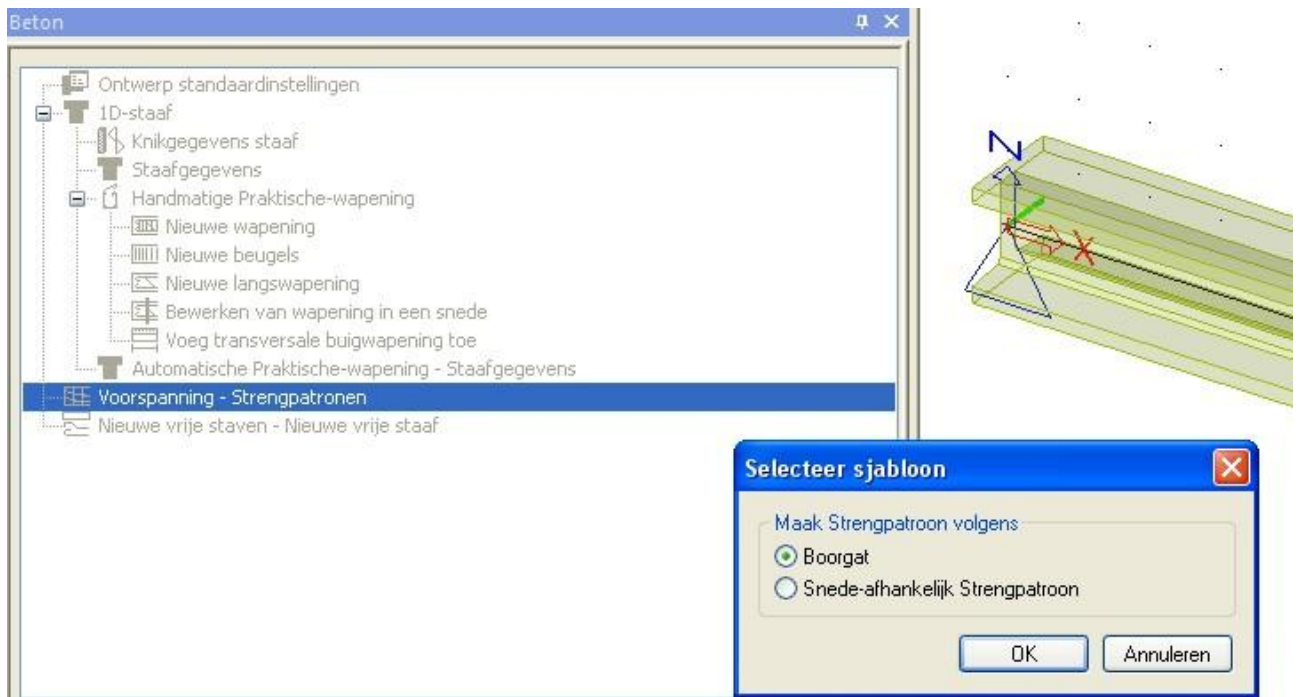 Beton
Ontwerp standaardinstellingen
1D-staaf
Knikgegevens staaf
Staafgegevens
Handmatige Praktische-wapening
Nieuwe wapening
Nieuwe beugels
Nieuwe langswapening
Bewerken van wapening in een snede
Voeg transversale buigwapening toe
Automatische Praktische-wapening - Staafgegevens
Voorspanning - Strengpatronen
Nieuwe vrije staven - Nieuwe vrije staaf
Z
X
Selecteer sjabloon
Maak Strengpatroon volgens
Boorgat
Snede-afhankelijk Strengpatroon
OK Annuleren